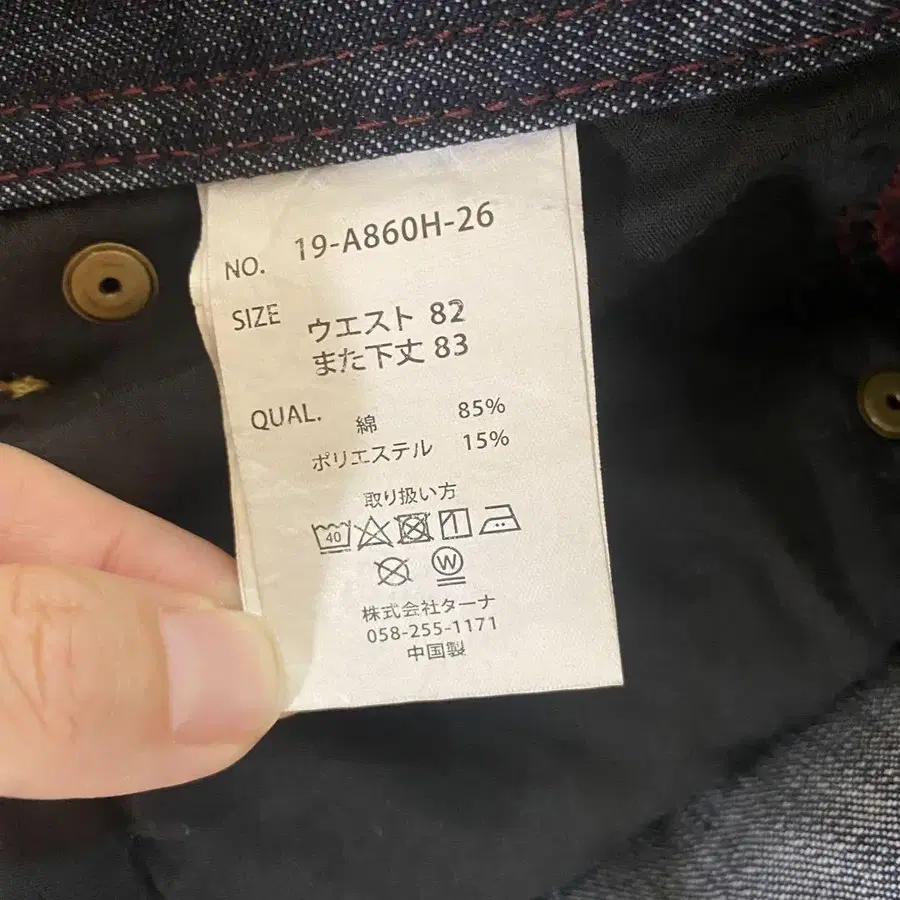 NO. 19-A860H-26
SIZE ウエスト 82
また下丈 83
QUAL. 綿 85%
ポリエステル 15%
取り扱い方
40
W
株式会社ターナ
058-255-1171
中国製